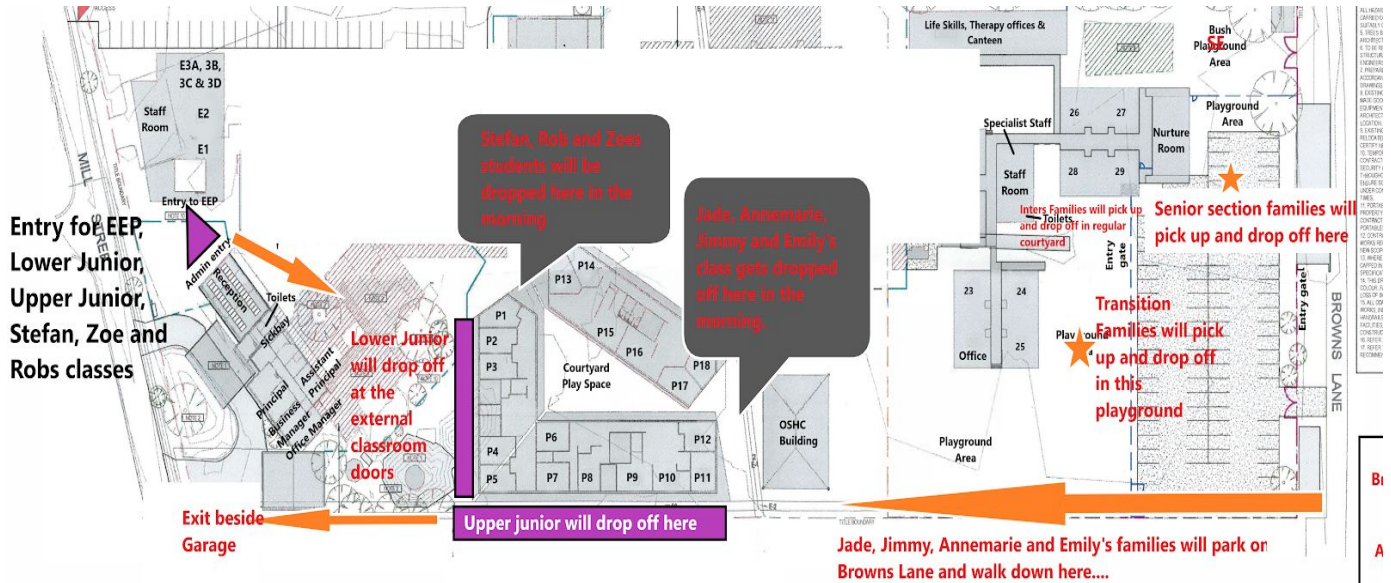 Life Skills, Therapy offices &
Canteen
Bush
Playground
Area
SE
E3A, 3B,
3C & 3D
E2
E1
Staff
Room
Playground
Area
26
27
28
29
Nurture
Room
Specialist Staff
Staff
Room
Toilets
MILL STREET
TITLE BOUNDARY
Entry to EEP
Entry for EEP,
Lower Junior,
Upper Junior,
Stefan, Zoe and
Robs classes
Admin entry
Reception
Toilets
Sickbay
Assistant
Principal
Principal
Business
Manager
Office Manager
Stefan, Rob and Zoes
students will be
dropped here in the
morning
Jade, Annemarie,
Jimmy and Emily's
class gets dropped
off here in the
morning.
Inters Families will pick up
and drop off in regular
courtyard
Senior section families will
pick up and drop off here
Entry
gate
Entry gate
BROWNS LANE
Transition
Families will pick
up and drop off
in this
playground
23
24
25
Office
Lower Junior
will drop off
at the
external
classroom
doors
P1
P2
P3
P4
P5
P6
P7
P8
P9
P10
P11
P12
P13
P14
P15
P16
P17
P18
Courtyard
Play Space
OSHC
Building
Playground
Area
Exit beside
Garage
Upper junior will drop off here
TITLE BOUNDARY
Jade, Jimmy, Annemarie and Emily's families will park on
Browns Lane and walk down here....